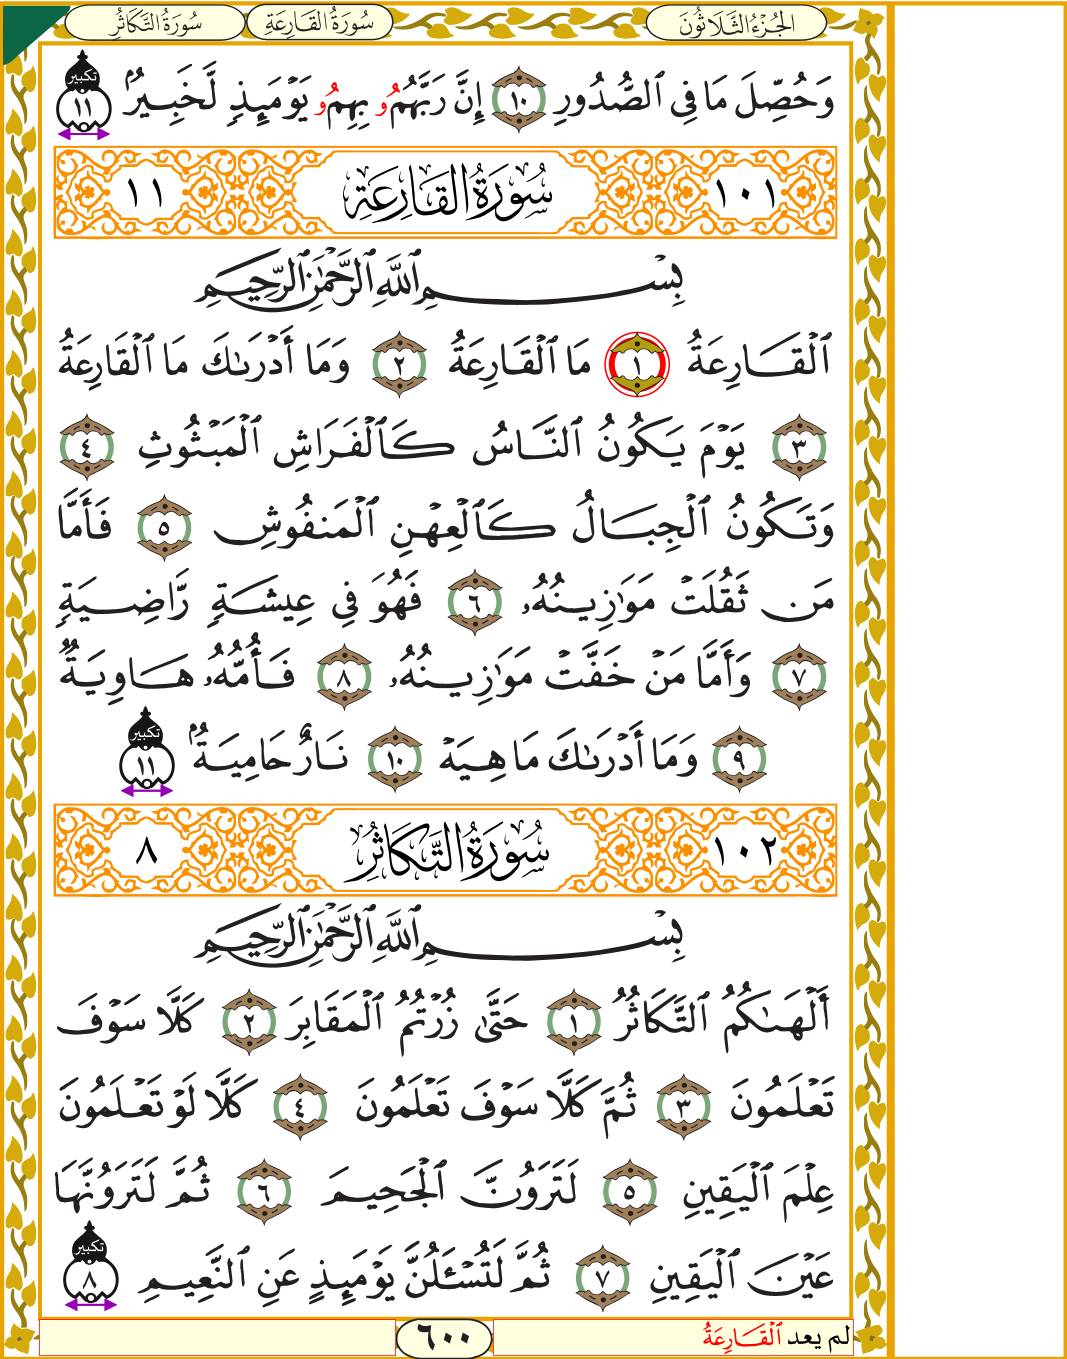 الجُزْءُ الثَّلَاثُونَ سُورَةُ القَارِعَةِ سُورَةُ التَّكَاثُرُ
وَحُصِّلَ مَا فِي ٱلصُّدُورِ ١٠ إِنَّ رَبَّهُمُۥ بِهِمُۥ يَوْمَئِذٖ لَّخَبِيرُۢ تكبير ١١
١٠١ سُورَةُ القَارِعَةِ ١١
بِسْمِ ٱللَّهِ ٱلرَّحْمَٰنِ ٱلرَّحِيمِ
ٱلْقَارِعَةُ ١ مَا ٱلْقَارِعَةُ ٢ وَمَا أَدْرَىٰكَ مَا ٱلْقَارِعَةُ
٣ يَوْمَ يَكُونُ ٱلنَّاسُ كَٱلْفَرَاشِ ٱلْمَبْثُوثِ ٤
وَتَكُونُ ٱلْجِبَالُ كَٱلْعِهْنِ ٱلْمَنفُوشِ ٥ فَأَمَّا
مَن ثَقُلَتْ مَوَٰزِينُهُۥ ٦ فَهُوَ فِي عِيشَةٖ رَّاضِيَةٖ
٧ وَأَمَّا مَنْ خَفَّتْ مَوَٰزِينُهُۥ ٨ فَأُمُّهُۥ هَاوِيَةٞ
٩ وَمَا أَدْرَىٰكَ مَا هِيَهْ ١٠ نَارٌ حَامِيَةُۢ تكبير ١١
١٠٢ سُورَةُ التَّكَاثُرِ ٨
بِسْمِ ٱللَّهِ ٱلرَّحْمَٰنِ ٱلرَّحِيمِ
أَلْهَىٰكُمُ ٱلتَّكَاثُرُ ١ حَتَّىٰ زُرْتُمُ ٱلْمَقَابِرَ ٢ كَلَّا سَوْفَ
تَعْلَمُونَ ٣ ثُمَّ كَلَّا سَوْفَ تَعْلَمُونَ ٤ كَلَّا لَوْ تَعْلَمُونَ
عِلْمَ ٱلْيَقِينِ ٥ لَتَرَوُنَّ ٱلْجَحِيمَ ٦ ثُمَّ لَتَرَوُنَّهَا
عَيْنَ ٱلْيَقِينِ ٧ ثُمَّ لَتُسْـَٔلُنَّ يَوْمَئِذٍ عَنِ ٱلنَّعِيمِ تكبير ٨
لم يعد ٱلْقَارِعَةُ ٦٠٠